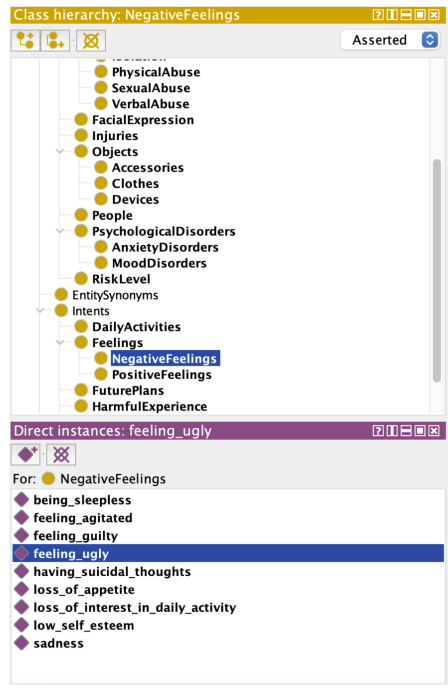 Class hierarchy: NegativeFeelings
Asserted
Isolation
PhysicalAbuse
SexualAbuse
VerbalAbuse
FacialExpression
Injuries
Objects
Accessories
Clothes
Devices
People
PsychologicalDisorders
AnxietyDisorders
MoodDisorders
RiskLevel
EntitySynonyms
Intents
DailyActivities
Feelings
NegativeFeelings
PositiveFeelings
FuturePlans
HarmfulExperience
Direct instances: feeling_ugly
For: NegativeFeelings
being_sleepless
feeling_agitated
feeling_guilty
feeling_ugly
having_suicidal_thoughts
loss_of_appetite
loss_of_interest_in_daily_activity
low_self_esteem
sadness